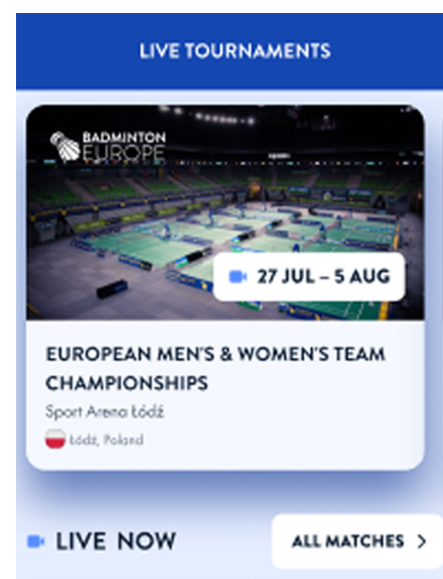 LIVE TOURNAMENTS
BADMINTON
EUROPE
27 JUL – 5 AUG
EUROPEAN MEN'S & WOMEN'S TEAM
CHAMPIONSHIPS
Sport Arena Łódź
Łódź, Poland
LIVE NOW
ALL MATCHES >